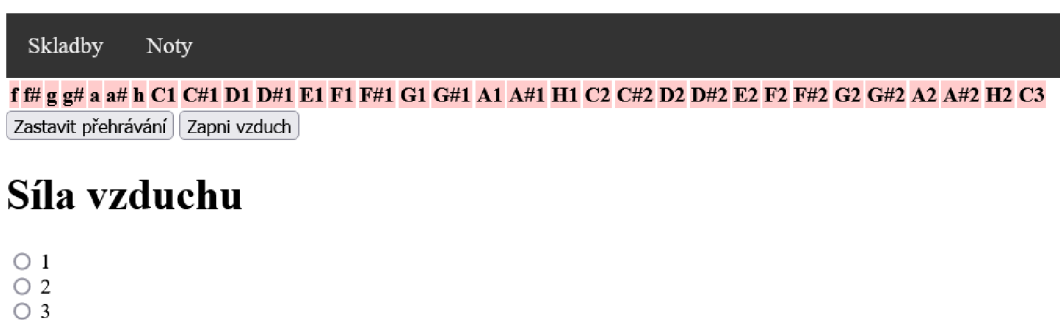 Skladby Noty
f f# g g# a a# h C1 C#1 D1 D#1 E1 F1 F#1 G1 G#1 A1 A#1 H1 C2 C#2 D2 D#2 E2 F2 F#2 G2 G#2 A2 A#2 H2 C3
Zastavit přehrávání Zapni vzduch
Síla vzduchu
1
2
3